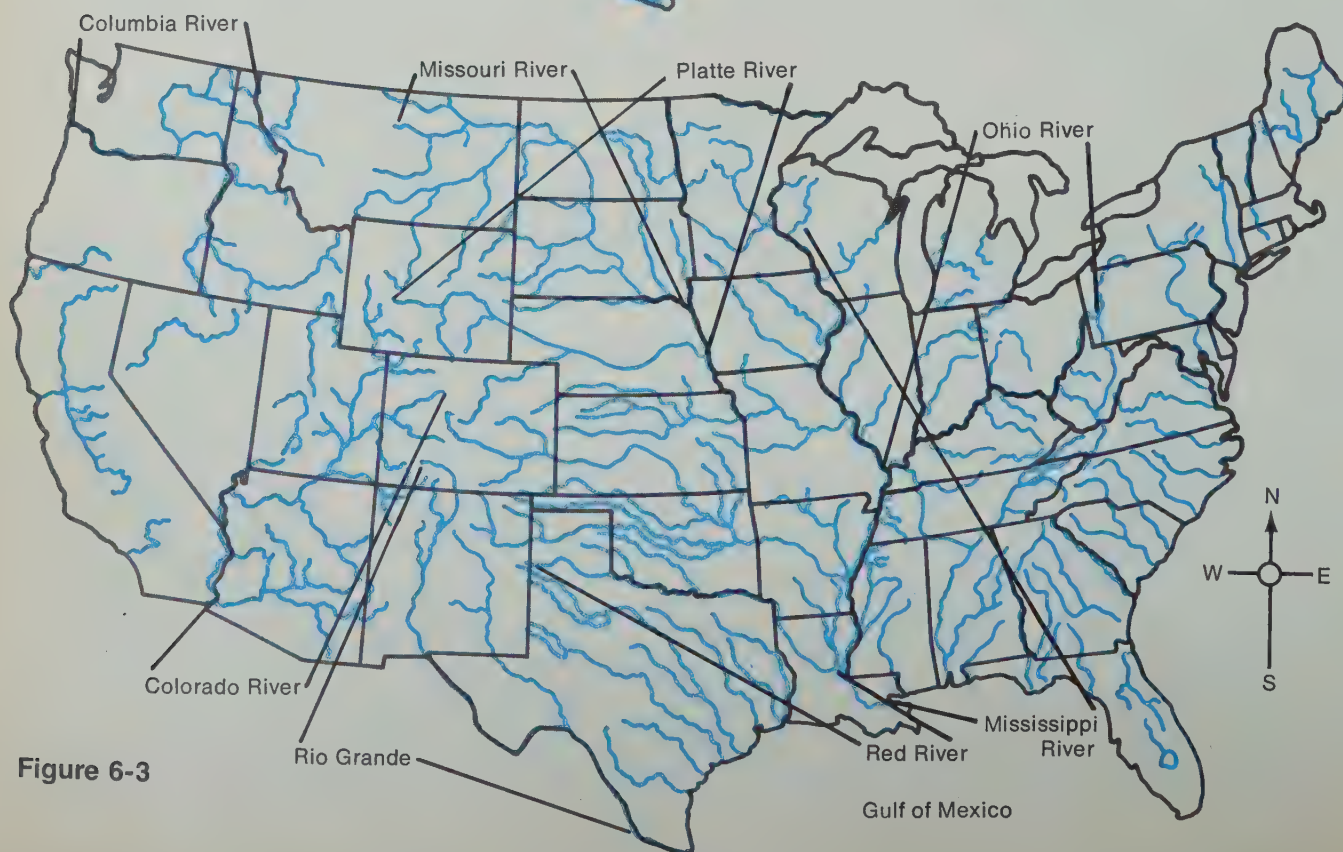 Columbia River
Missouri River
Platte River
Ohio River
N
W
E
S
Colorado River
Rio Grande
Red River
Mississippi
River
Gulf of Mexico
Figure 6-3